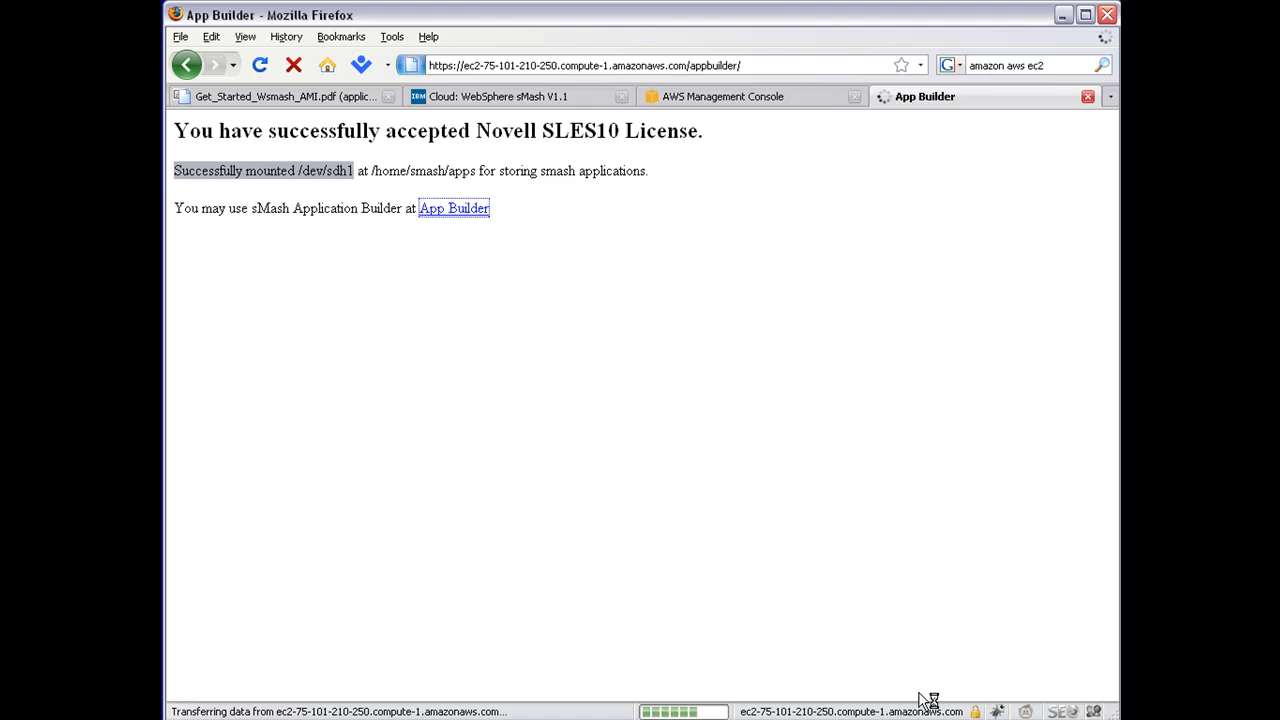 App Builder - Mozilla Firefox
File Edit View History Bookmarks Tools Help
https://ec2-75-101-210-250.compute-1.amazonaws.com/appbuilder/
amazon aws ec2
Get_Started_Wsmash_AMI.pdf (applic...
IBM Cloud: WebSphere sMash V1.1
AWS Management Console
App Builder
You have successfully accepted Novell SLES10 License.
Successfully mounted /dev/sdh1 at /home/smash/apps for storing smash applications.
You may use sMash Application Builder at App Builder
Transferring data from ec2-75-101-210-250.compute-1.amazonaws.com...
ec2-75-101-210-250.compute-1.amazonaws.com